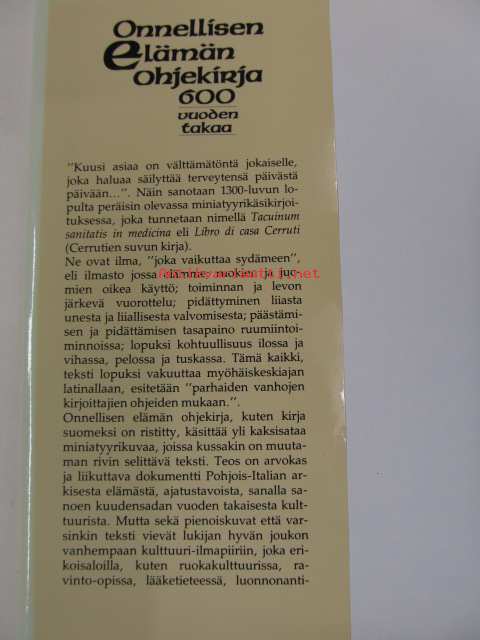 Onnellisen
elämän
ohjekirja
600
vuoden
takaa
"Kuusi asiaa on välttämätöntä jokaiselle,
joka haluaa säilyttää terveytensä päivästä
päivään...". Näin sanotaan 1300-luvun lo-
pulta peräisin olevassa miniatyyrikäsikirjoi-
tuksessa, joka tunnetaan nimellä Tacuinum
sanitatis in medicina eli Libro di casa Cerruti
(Cerrutien suvun kirja).
Ne ovat ilma, "joka vaikuttaa sydämeen",
eli ilmasto jossa elämme, ruokien ja juo-
mien oikea käyttö; toiminnan ja levon
järkevä vuorottelu; pidättyminen liiasta
unesta ja liiallisesta valvomisesta; päästämi-
sen ja pidättämisen tasapaino ruumiintoi-
minnoissa; lopuksi kohtuullisuus ilossa ja
vihassa, pelossa ja tuskassa. Tämä kaikki,
teksti lopuksi vakuuttaa myöhäiskeskiajan
latinallaan, esitetään "parhaiden vanhojen
kirjoittajien ohjeiden mukaan.".
Onnellisen elämän ohjekirja, kuten kirja
suomeksi on ristitty, käsittää yli kaksisataa
miniatyyrikuvaa, joissa kussakin on muuta-
man rivin selittävä teksti. Teos on arvokas
ja liikuttava dokumentti Pohjois-Italian ar-
kisesta elämästä, ajatustavoista, sanalla sa-
noen kuudensadan vuoden takaisesta kult-
tuurista. Mutta sekä pienoiskuvat että var-
sinkin teksti vievät lukijan hyvän joukon
vanhempaan kulttuuri-ilmapiiriin, joka eri-
koisaloilla, kuten ruokakulttuurissa, ra-
vinto-opissa, lääketieteessä, luonnonanti-